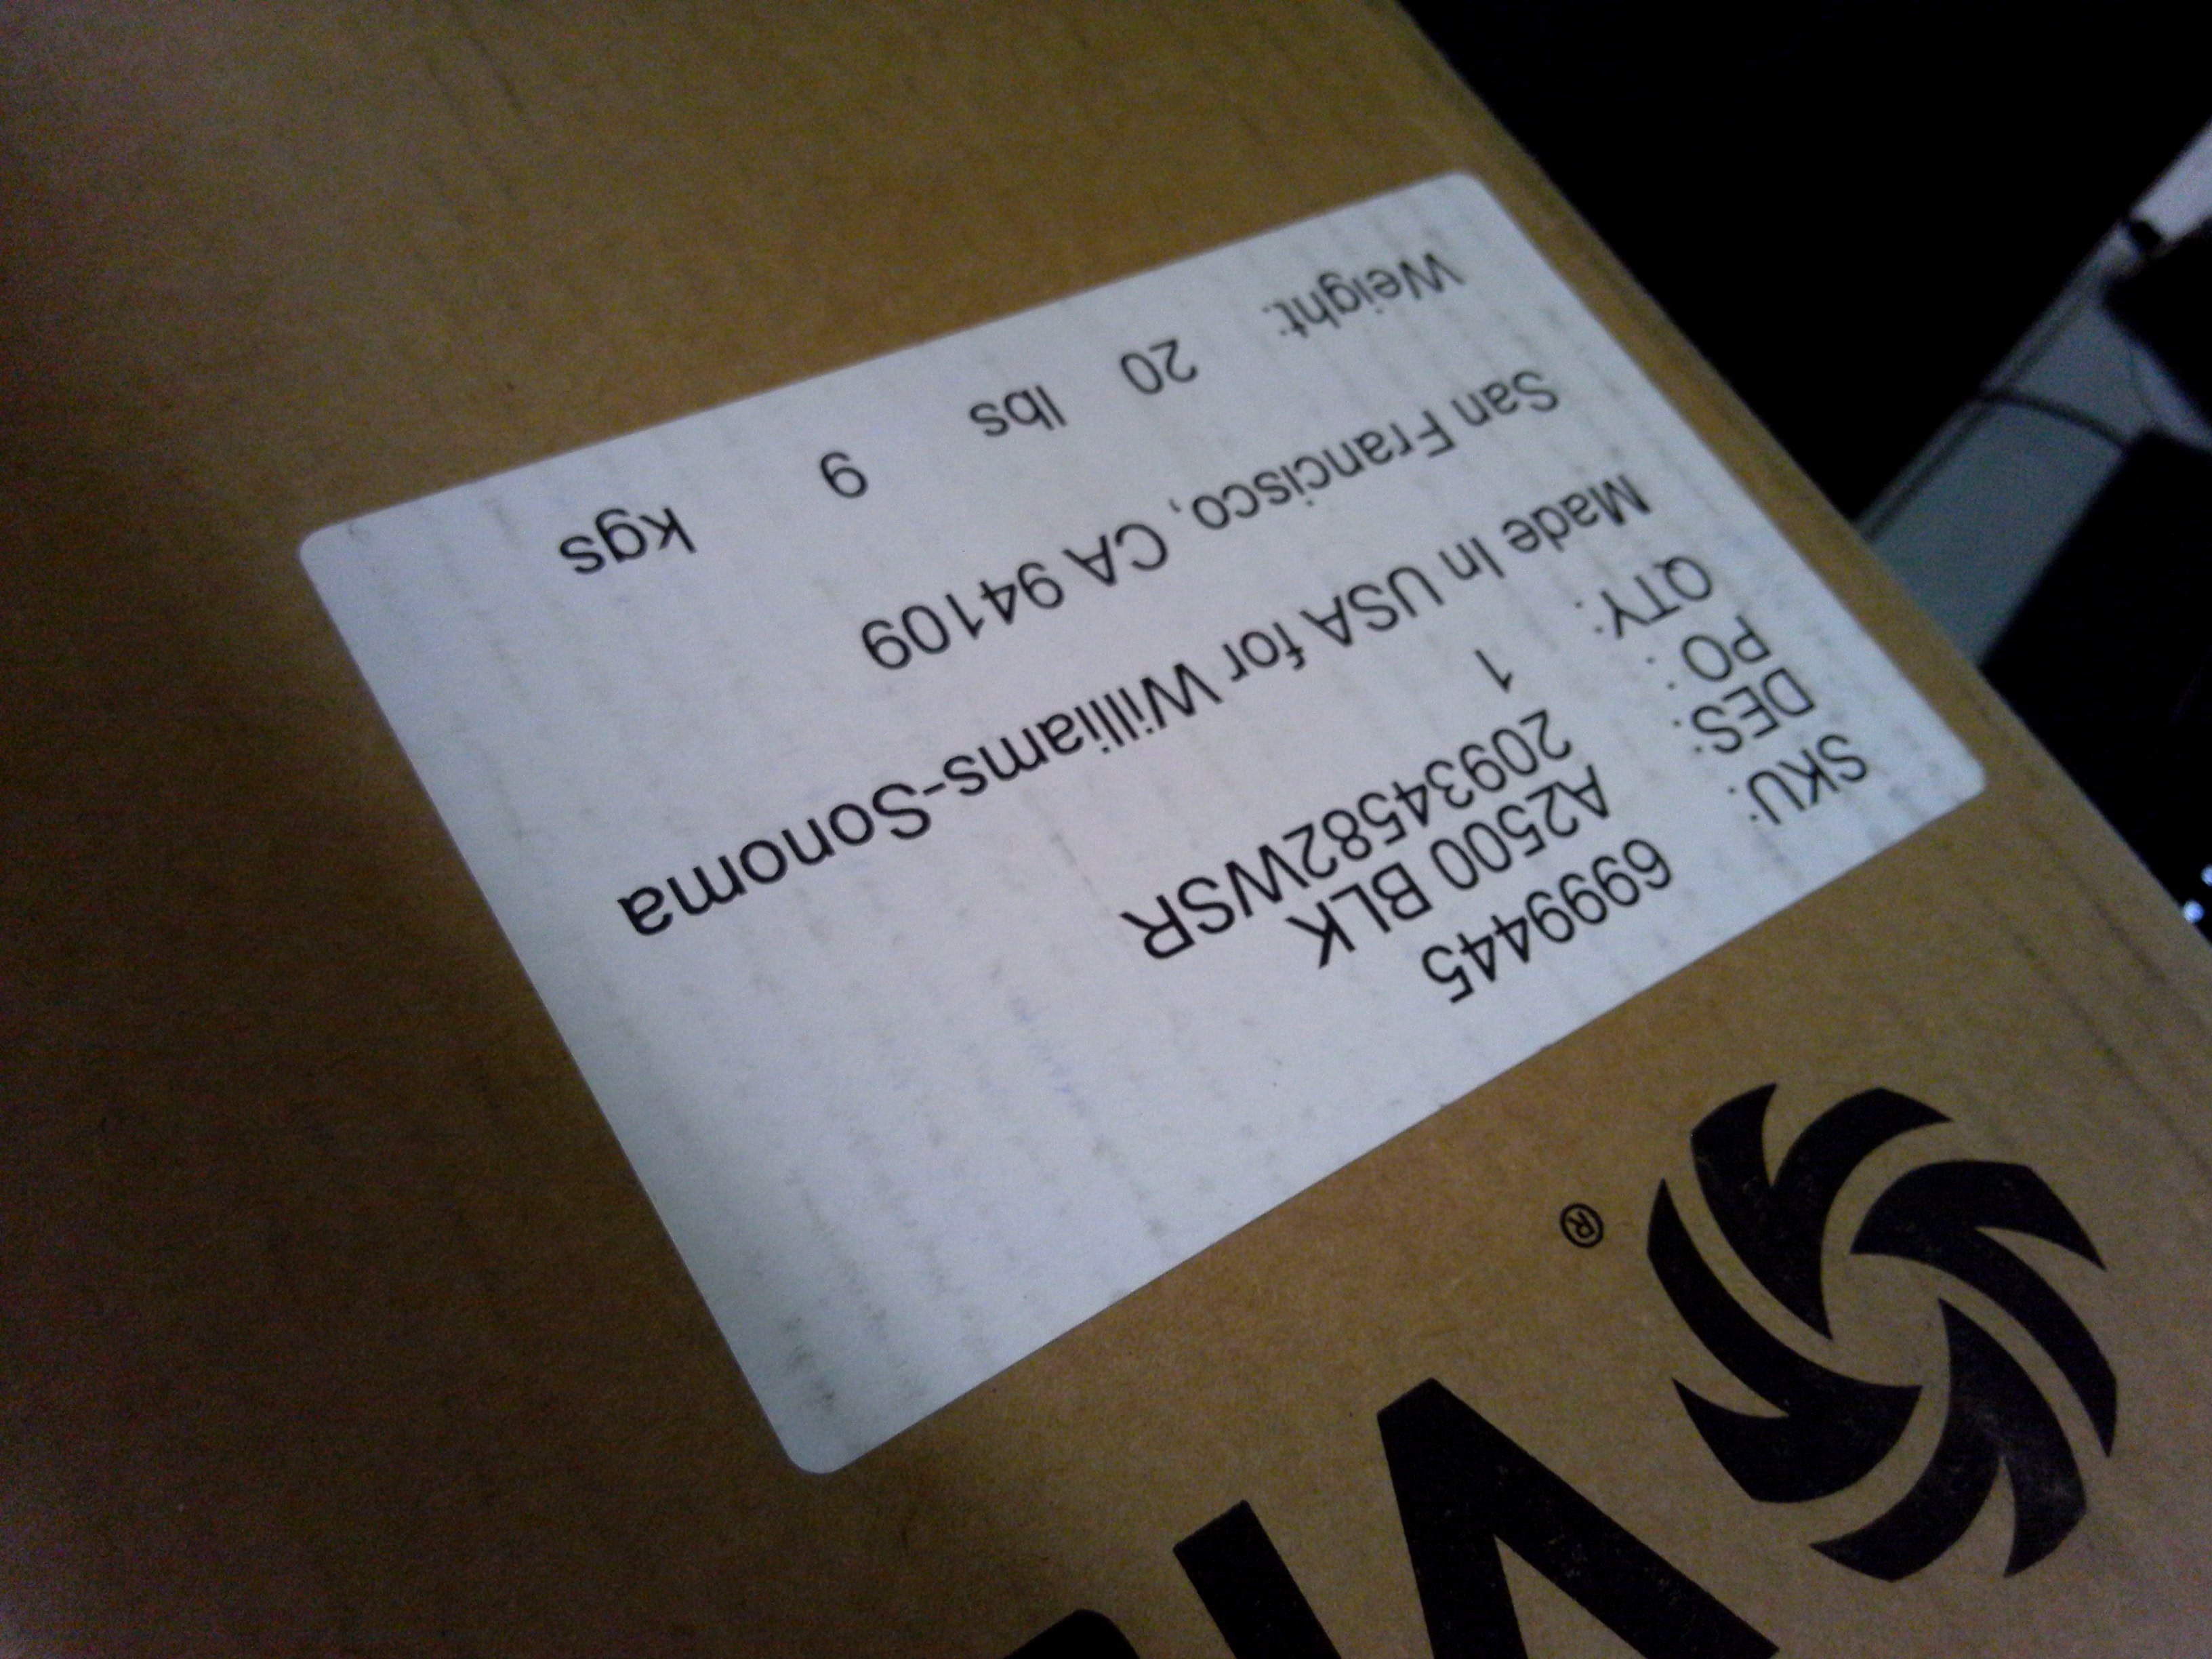 SKU: 6999445
DES: A2500 BLK
PO : 20934582WSR
QTY: 1
Made In USA for Williams-Sonoma
San Francisco, CA 94109
Weight: 20 lbs 9 kgs
®